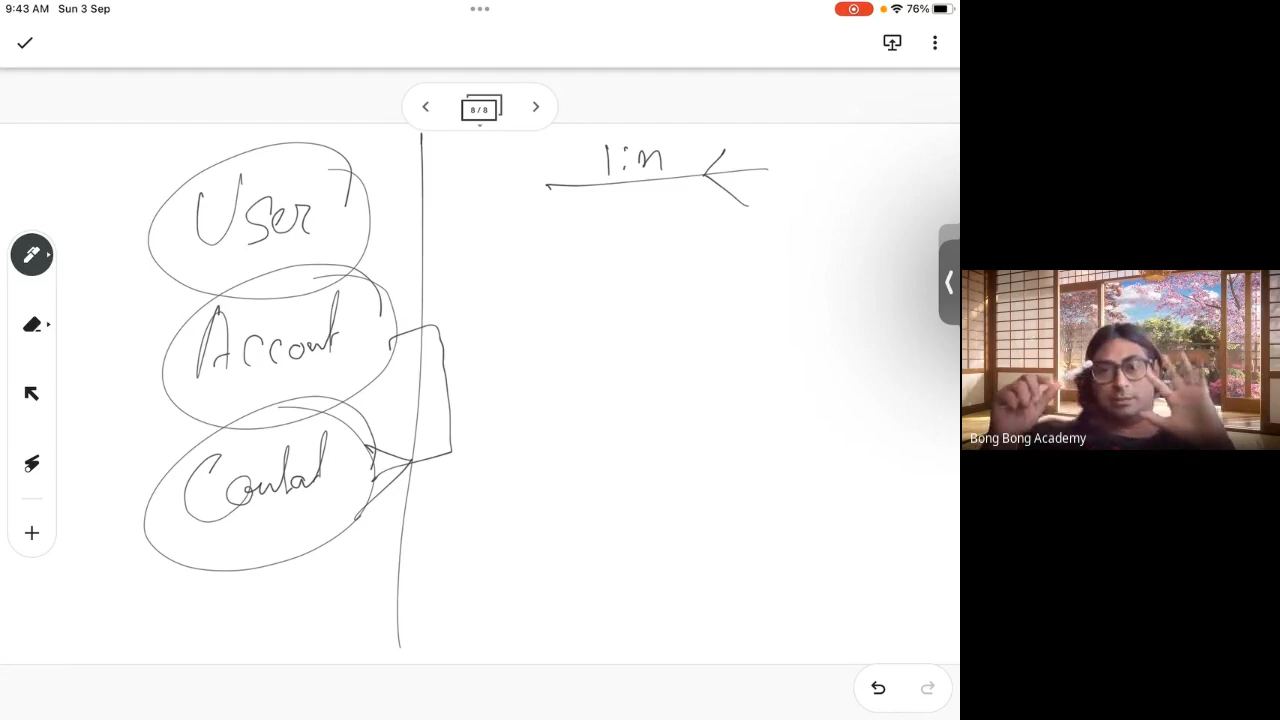 9:43 AM Sun 3 Sep
76%
8/8
1:n
User
Account
Contact
Bong Bong Academy